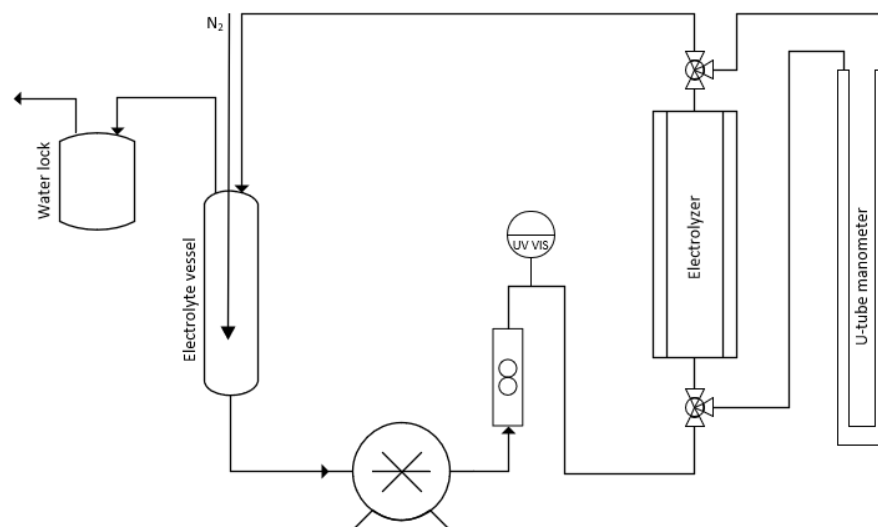 N2
Water lock
Electrolyte vessel
UV VIS
Electrolyzer
U-tube manometer